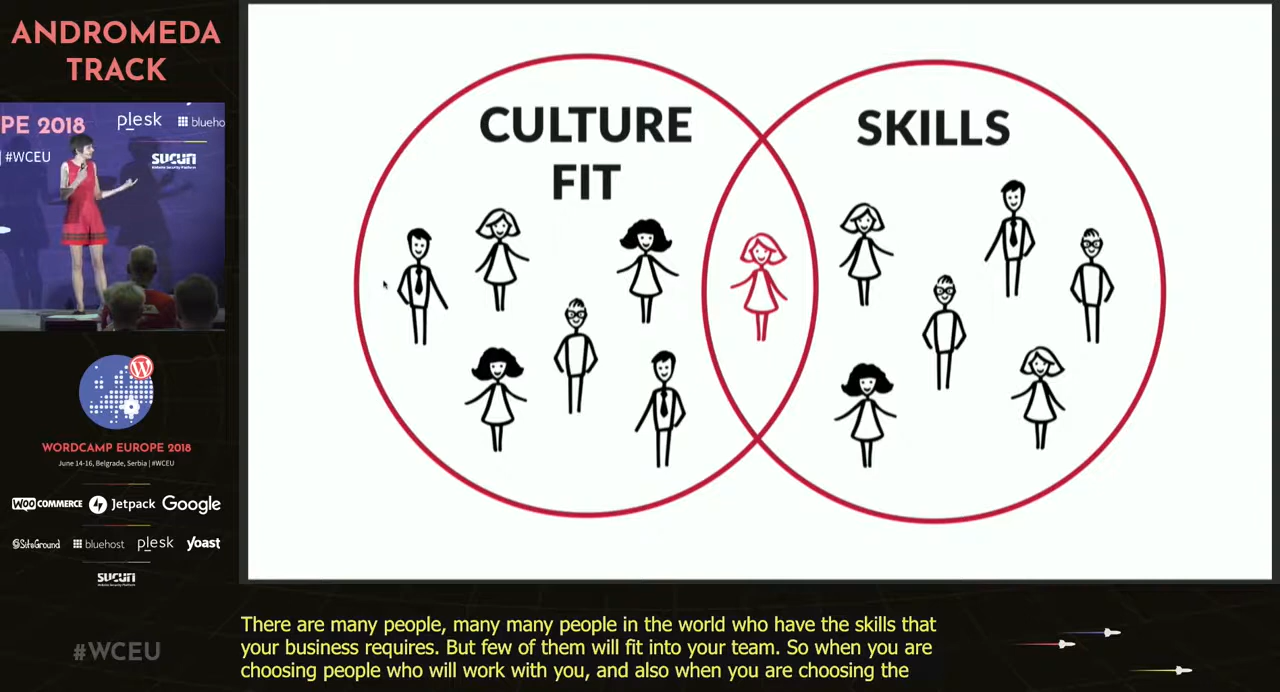 ANDROMEDA
TRACK
PE 2018
plesk
blueho
#WCEU
sucuri
WORDCAMP EUROPE 2018
June 14-16, Belgrade, Serbia | #WCEU
WOO COMMERCE
Jetpack
Google
SiteGround
bluehost
plesk
yoast
sucuri
#WCEU
CULTURE
FIT
SKILLS
There are many people, many many people in the world who have the skills that
your business requires. But few of them will fit into your team. So when you are
choosing people who will work with you, and also when you are choosing the